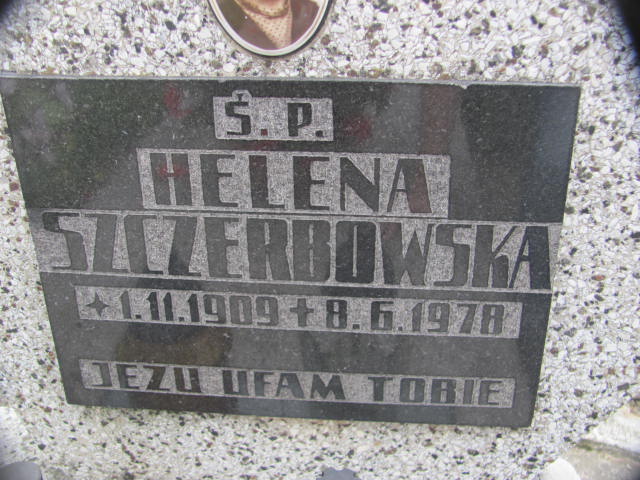 Ś. P.
HELENA
SZCZERBOWSKA
1.11.1909 ✝ 8.6.1978
JEZU UFAM TOBIE